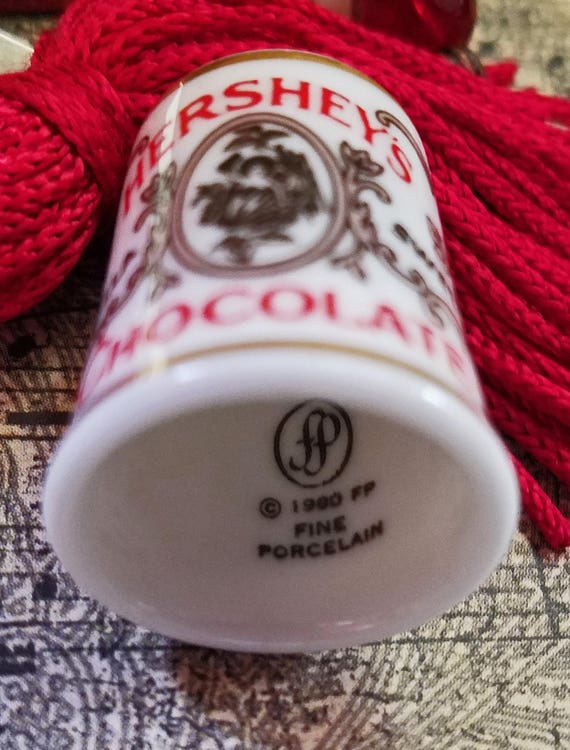 HERSHEY'S
CHOCOLATE
FP
© 1980 FP
FINE
PORCELAIN